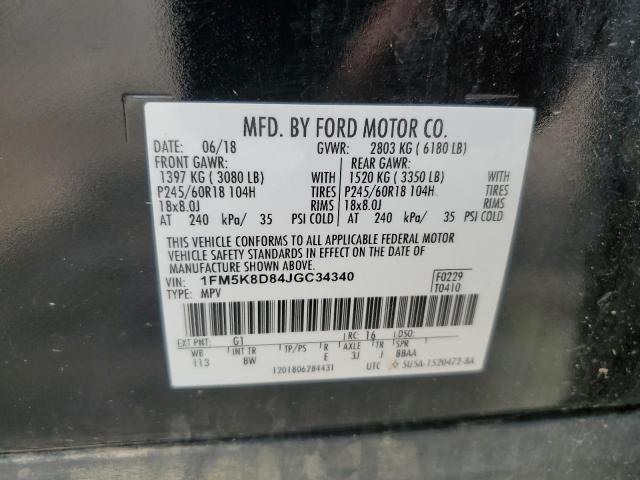 MFD. BY FORD MOTOR CO.
DATE: 06/18 GVWR: 2803 KG ( 6180 LB)
FRONT GAWR: REAR GAWR:
1397 KG ( 3080 LB) WITH 1520 KG ( 3350 LB) WITH
P245/60R18 104H TIRES P245/60R18 104H TIRES
18x8.0J RIMS 18x8.0J RIMS
AT 240 kPa/ 35 PSI COLD AT 240 kPa/ 35 PSI COLD
THIS VEHICLE CONFORMS TO ALL APPLICABLE FEDERAL MOTOR
VEHICLE SAFETY STANDARDS IN EFFECT ON THE DATE OF
MANUFACTURE SHOWN ABOVE.
VIN: 1FM5K8D84JGC34340 F0229
TYPE: MPV T0410
EXT PNT: G1 RC: 16 DSO:
WB INT TR TP/PS R AXLE TR SPR
113 BW E 3J J BBAA
1201806284431 UTC SU5A-1520472-BA